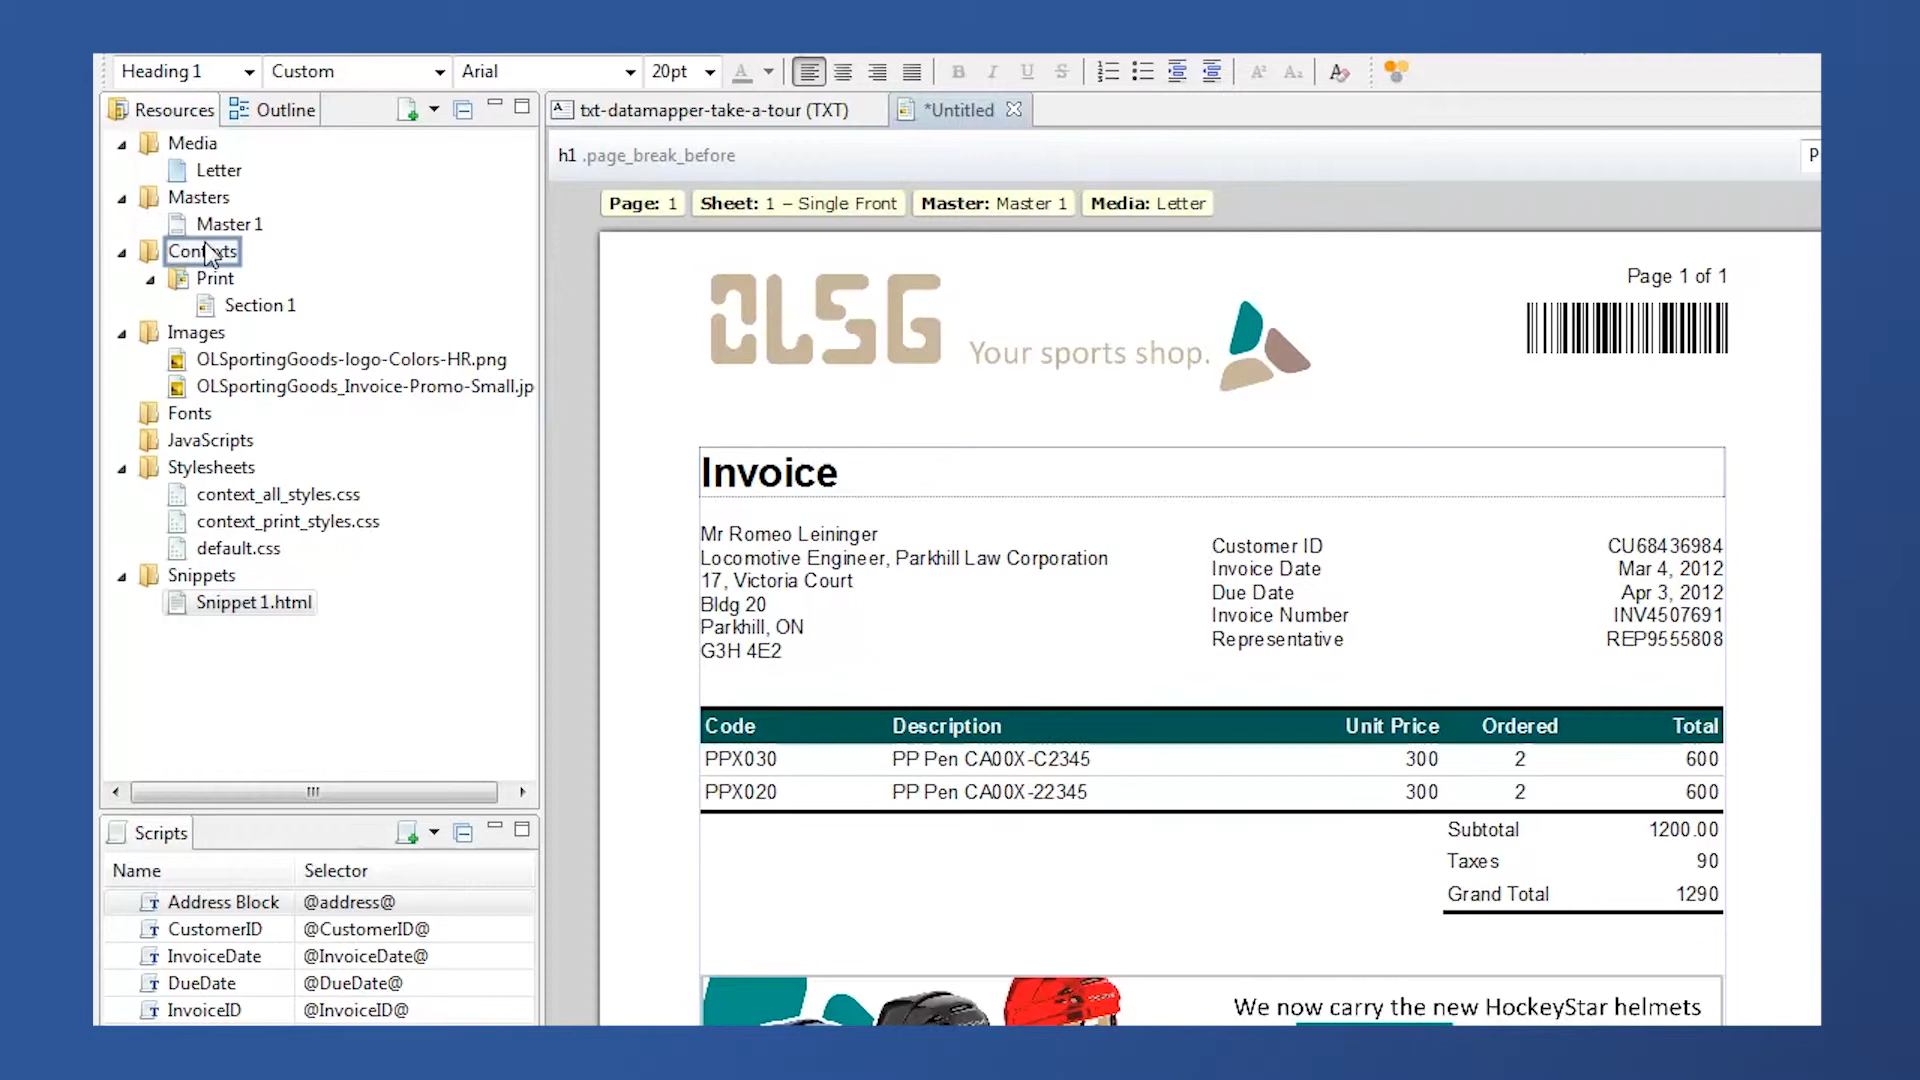 Heading 1 Custom Arial 20pt
Resources Outline
txt-datamapper-take-a-tour (TXT) *Untitled
Media
Letter
Masters
Master 1
Contexts
Print
Section 1
Images
OLSportingGoods-logo-Colors-HR.png
OLSportingGoods_Invoice-Promo-Small.jp
Fonts
JavaScripts
Stylesheets
context_all_styles.css
context_print_styles.css
default.css
Snippets
Snippet 1.html
Scripts
Name Selector
Address Block @address@
CustomerID @CustomerID@
InvoiceDate @InvoiceDate@
DueDate @DueDate@
InvoiceID @InvoiceID@
h1 .page_break_before P
Page: 1 Sheet: 1 – Single Front Master: Master 1 Media: Letter
OLSG Your sports shop.
Page 1 of 1
Invoice
Mr Romeo Leininger
Locomotive Engineer, Parkhill Law Corporation
17, Victoria Court
Bldg 20
Parkhill, ON
G3H 4E2
Customer ID CU68436984
Invoice Date Mar 4, 2012
Due Date Apr 3, 2012
Invoice Number INV4507691
Representative REP9555808
Code Description Unit Price Ordered Total
PPX030 PP Pen CA00X-C2345 300 2 600
PPX020 PP Pen CA00X-22345 300 2 600
Subtotal 1200.00
Taxes 90
Grand Total 1290
We now carry the new HockeyStar helmets